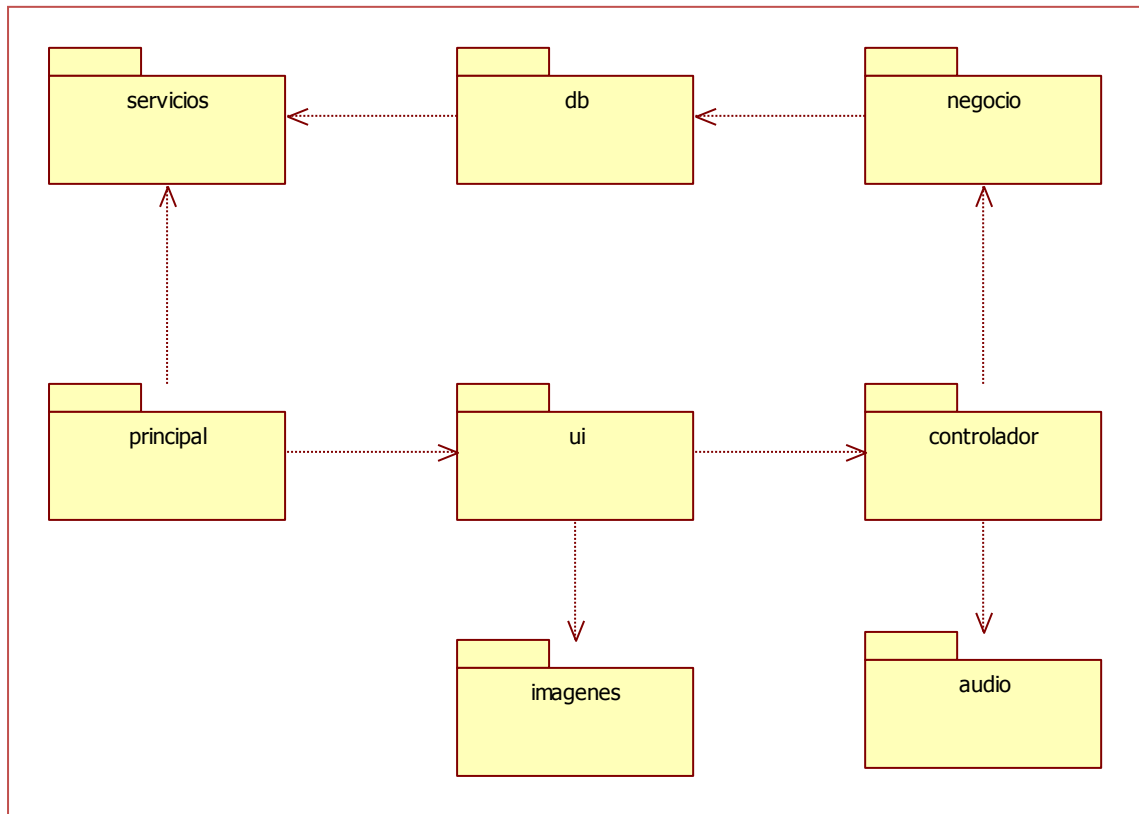 servicios
db
negocio
principal
ui
controlador
imagenes
audio